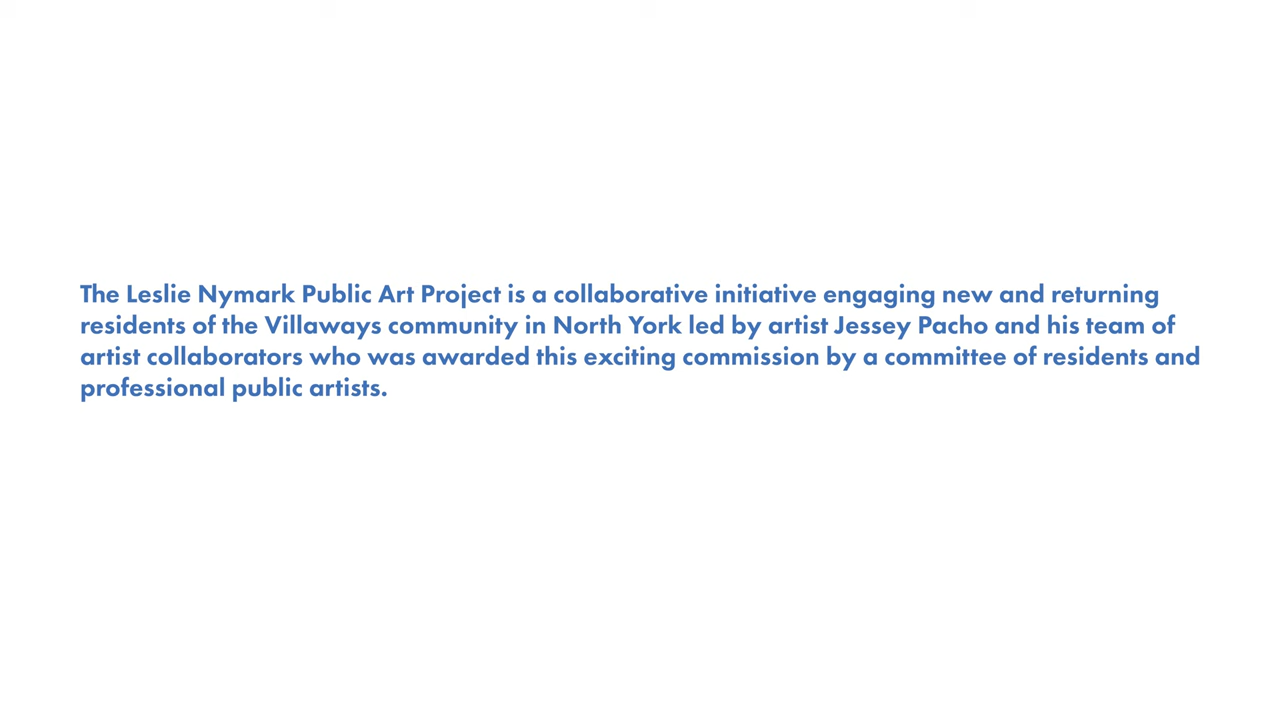 The Leslie Nymark Public Art Project is a collaborative initiative engaging new and returning
residents of the Villaways community in North York led by artist Jessey Pacho and his team of
artist collaborators who was awarded this exciting commission by a committee of residents and
professional public artists.